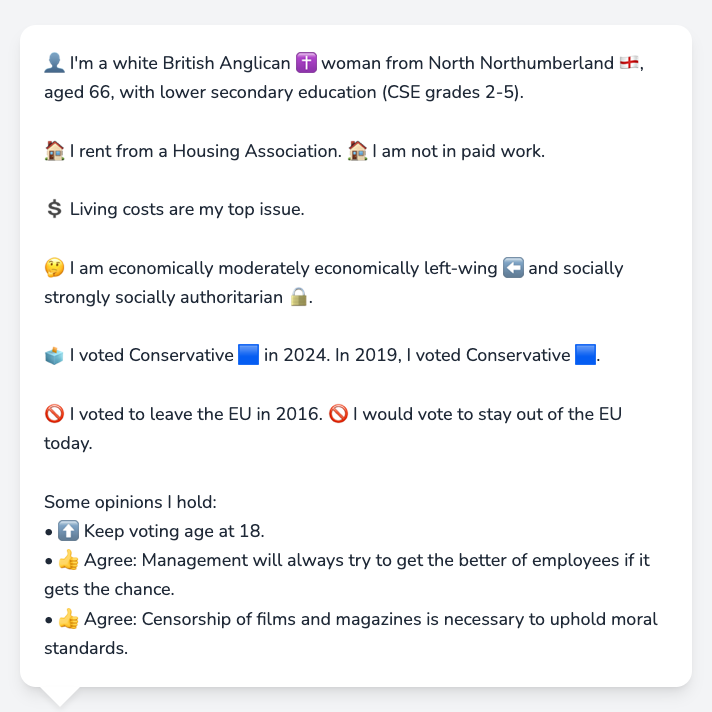 👤 I'm a white British Anglican ✝️ woman from North Northumberland 🏴󠁧󠁢󠁥󠁮󠁧󠁿,
aged 66, with lower secondary education (CSE grades 2-5).
🏠 I rent from a Housing Association. 🏠 I am not in paid work.
💲 Living costs are my top issue.
🤔 I am economically moderately economically left-wing ⬅️ and socially
strongly socially authoritarian 🔒.
🗳️ I voted Conservative 🟦 in 2024. In 2019, I voted Conservative 🟦.
🚫 I voted to leave the EU in 2016. 🚫 I would vote to stay out of the EU
today.
Some opinions I hold:
• ⬆️ Keep voting age at 18.
• 👍 Agree: Management will always try to get the better of employees if it
gets the chance.
• 👍 Agree: Censorship of films and magazines is necessary to uphold moral
standards.